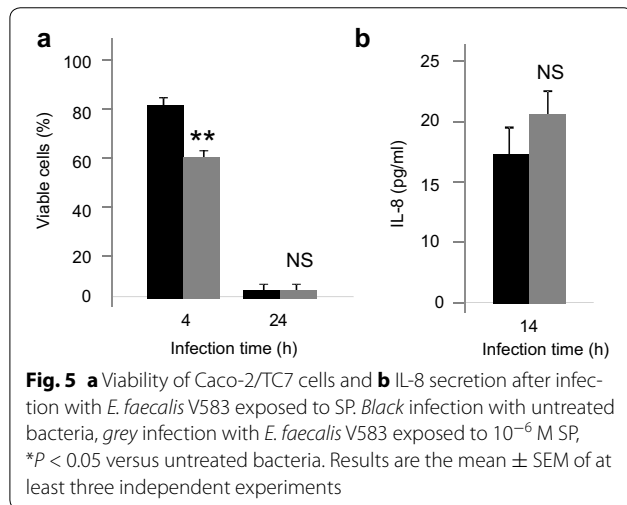 a
b
100
80
60
40
20
0
Viable cells (%)
**
NS
4
24
Infection time (h)
25
20
15
10
0
IL-8 (pg/ml)
NS
14
Infection time (h)
Fig. 5 a Viability of Caco-2/TC7 cells and b IL-8 secretion after infec-
tion with E. faecalis V583 exposed to SP. Black infection with untreated
bacteria, grey infection with E. faecalis V583 exposed to 10⁻⁶ M SP,
*P < 0.05 versus untreated bacteria. Results are the mean ± SEM of at
least three independent experiments